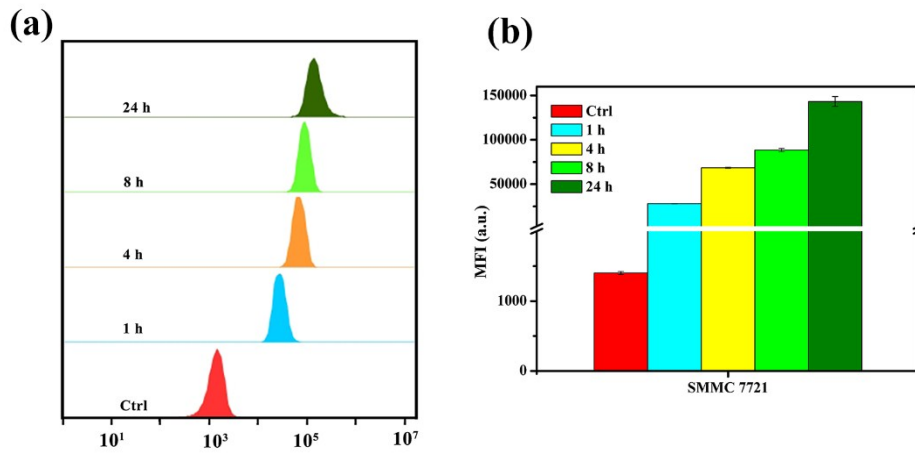 (a)
24 h
8 h
4 h
1 h
Ctrl
10¹ 10³ 10⁵ 10⁷
(b)
150000
100000
50000
1000
0
MFI (a.u.)
Ctrl
1 h
4 h
8 h
24 h
SMMC 7721